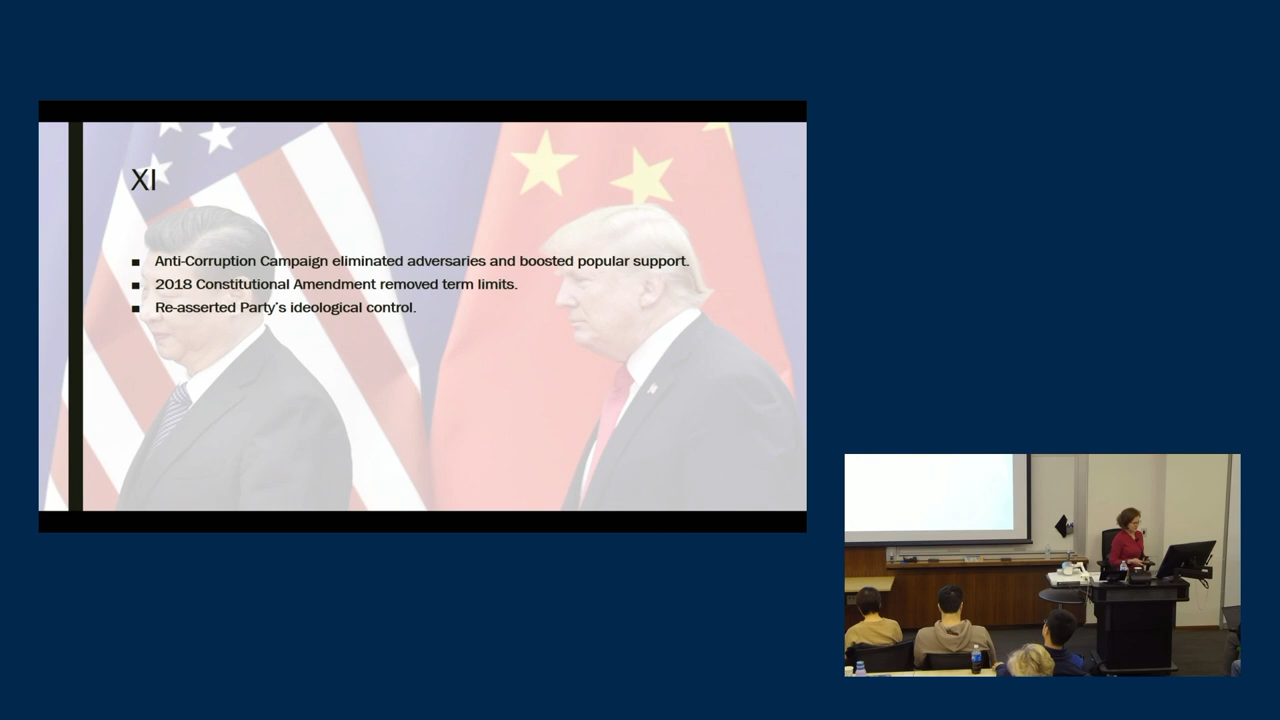 XI
■ Anti-Corruption Campaign eliminated adversaries and boosted popular support.
■ 2018 Constitutional Amendment removed term limits.
■ Re-asserted Party's ideological control.